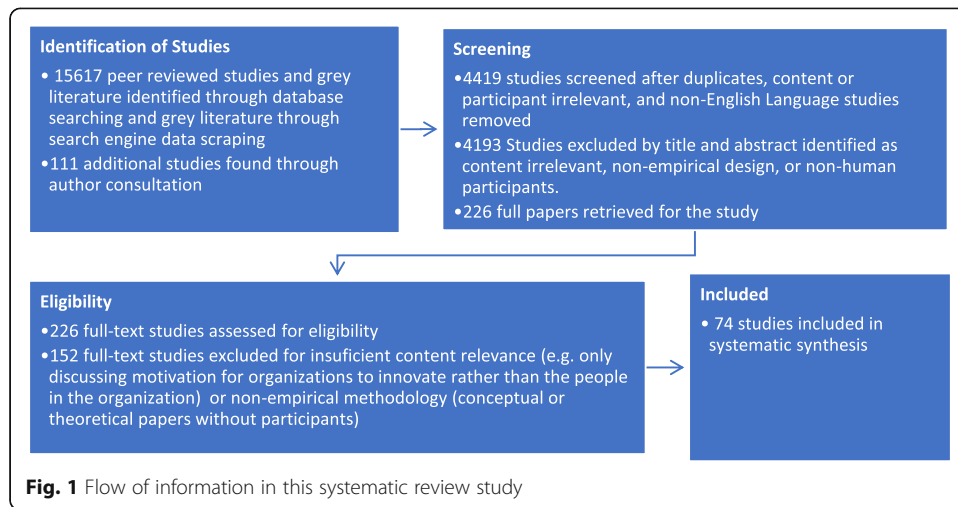 Identification of Studies
• 15617 peer reviewed studies and grey
literature identified through database
searching and grey literature through
search engine data scraping
•111 additional studies found through
author consultation
Screening
•4419 studies screened after duplicates, content or
participant irrelevant, and non-English Language studies
removed
•4193 Studies excluded by title and abstract identified as
content irrelevant, non-empirical design, or non-human
participants.
•226 full papers retrieved for the study
Eligibility
•226 full-text studies assessed for eligibility
•152 full-text studies excluded for insuficient content relevance (e.g. only
discussing motivation for organizations to innovate rather than the people
in the organization) or non-empirical methodology (conceptual or
theoretical papers without participants)
Included
• 74 studies included in
systematic synthesis
Fig. 1 Flow of information in this systematic review study